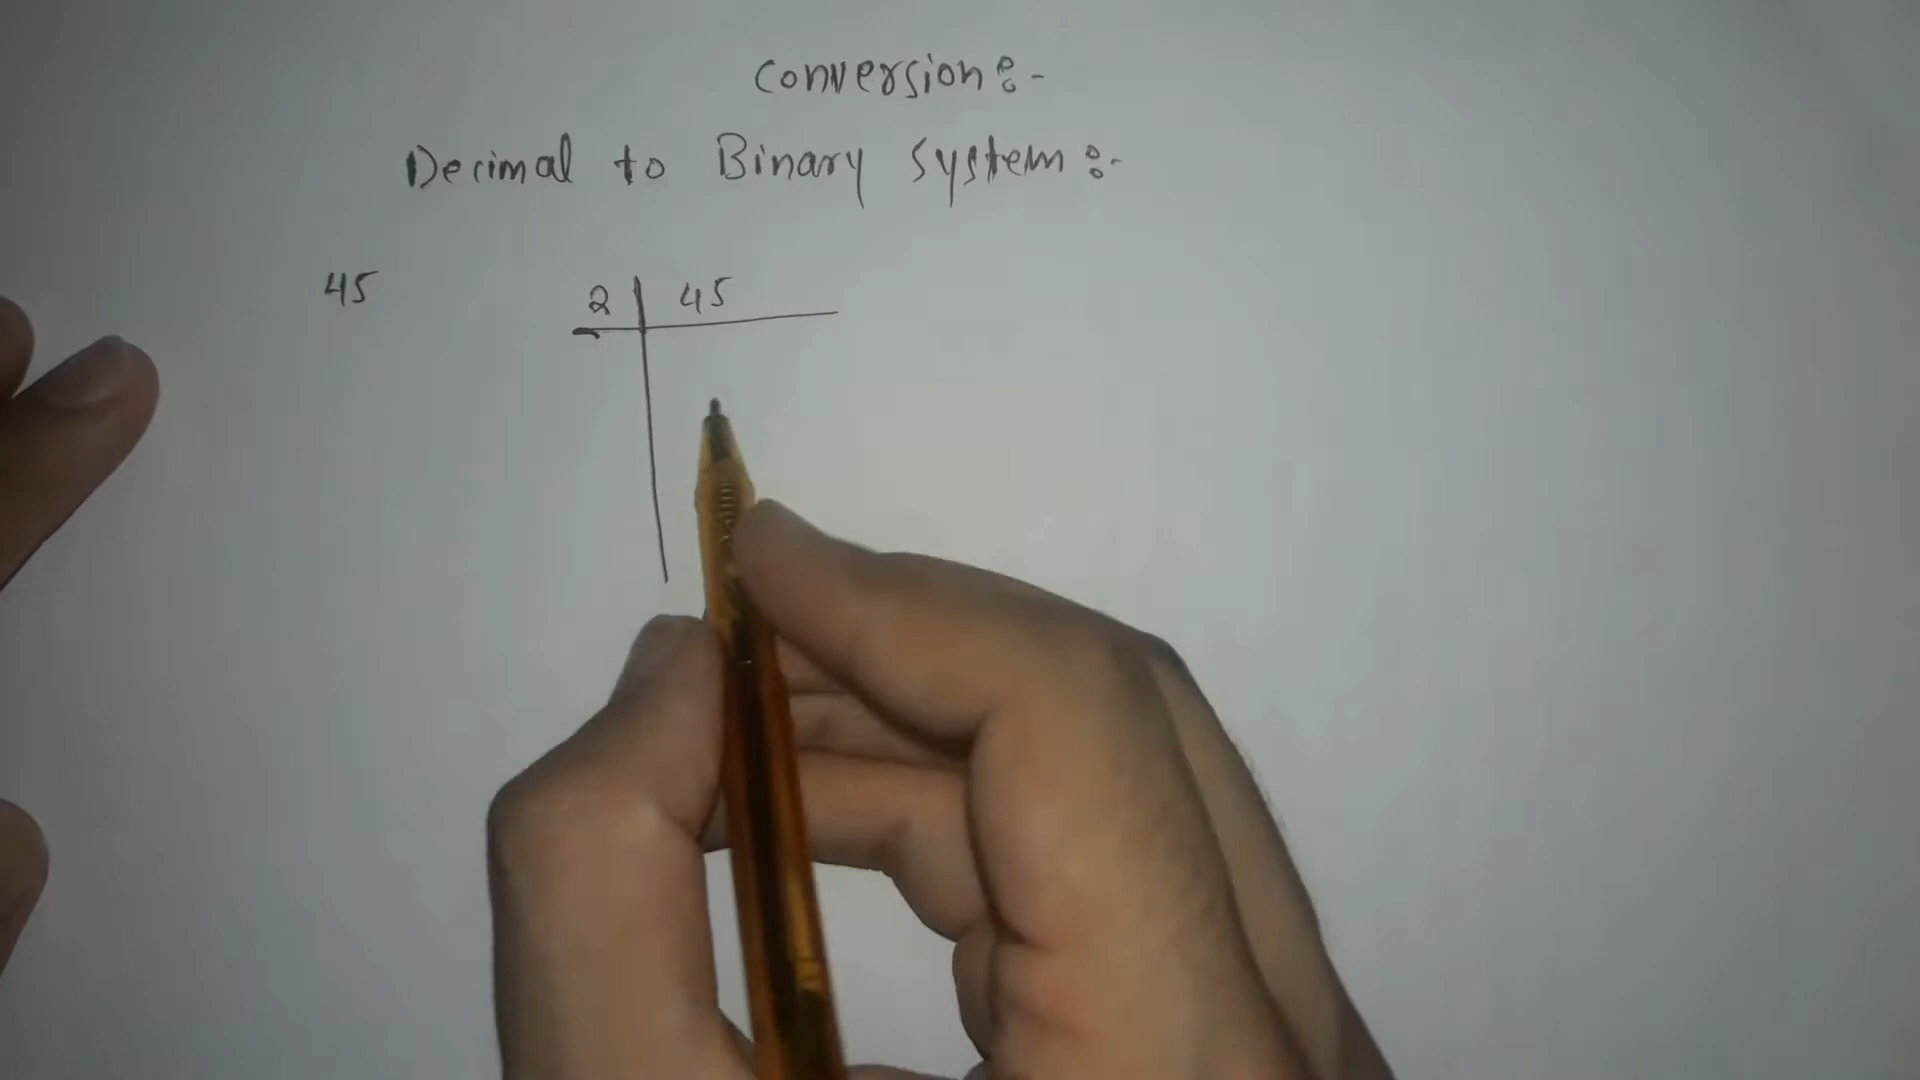 Conversion:-
Decimal to Binary System:-
45
2 | 45